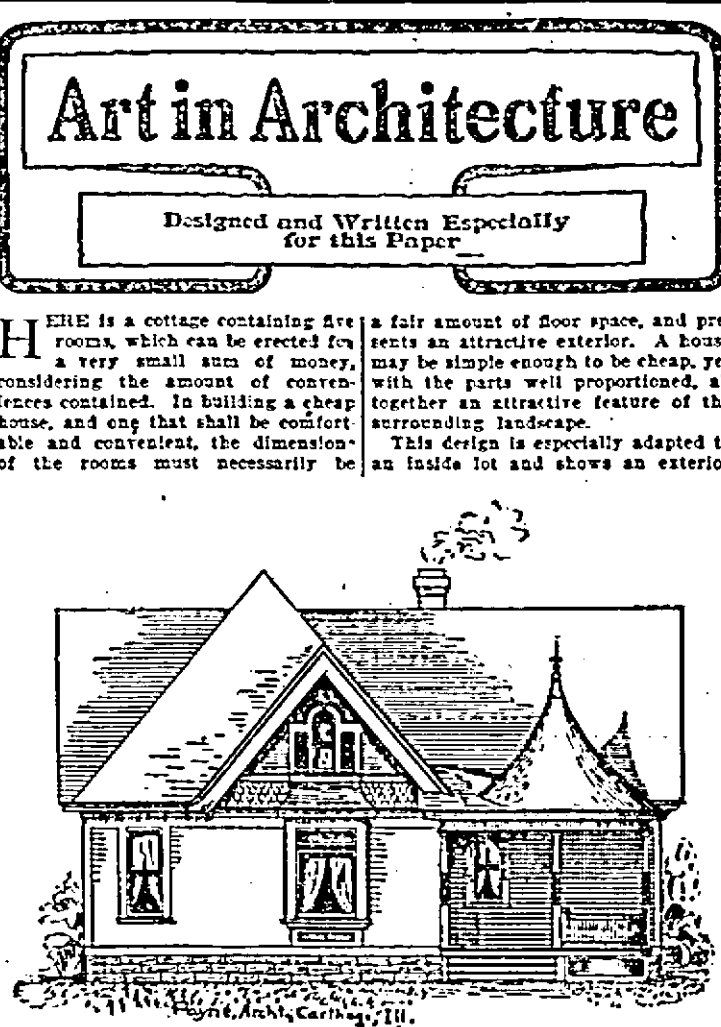 Art in Architecture
Designed and Written Especially
for this Paper
HERE is a cottage containing five
rooms, which can be erected for
a very small sum of money,
considering the amount of conven-
iences contained. In building a cheap
house, and one that shall be comfort-
able and convenient, the dimensions
of the rooms must necessarily be
a fair amount of floor space, and pre
sents an attractive exterior. A hous
may be simple enough to be cheap, ye
with the parts well proportioned, al
together an attractive feature of th
surrounding landscape.
This design is especially adapted t
an inside lot and shows an exterio
Payne, Archt, Carthage, Ill.